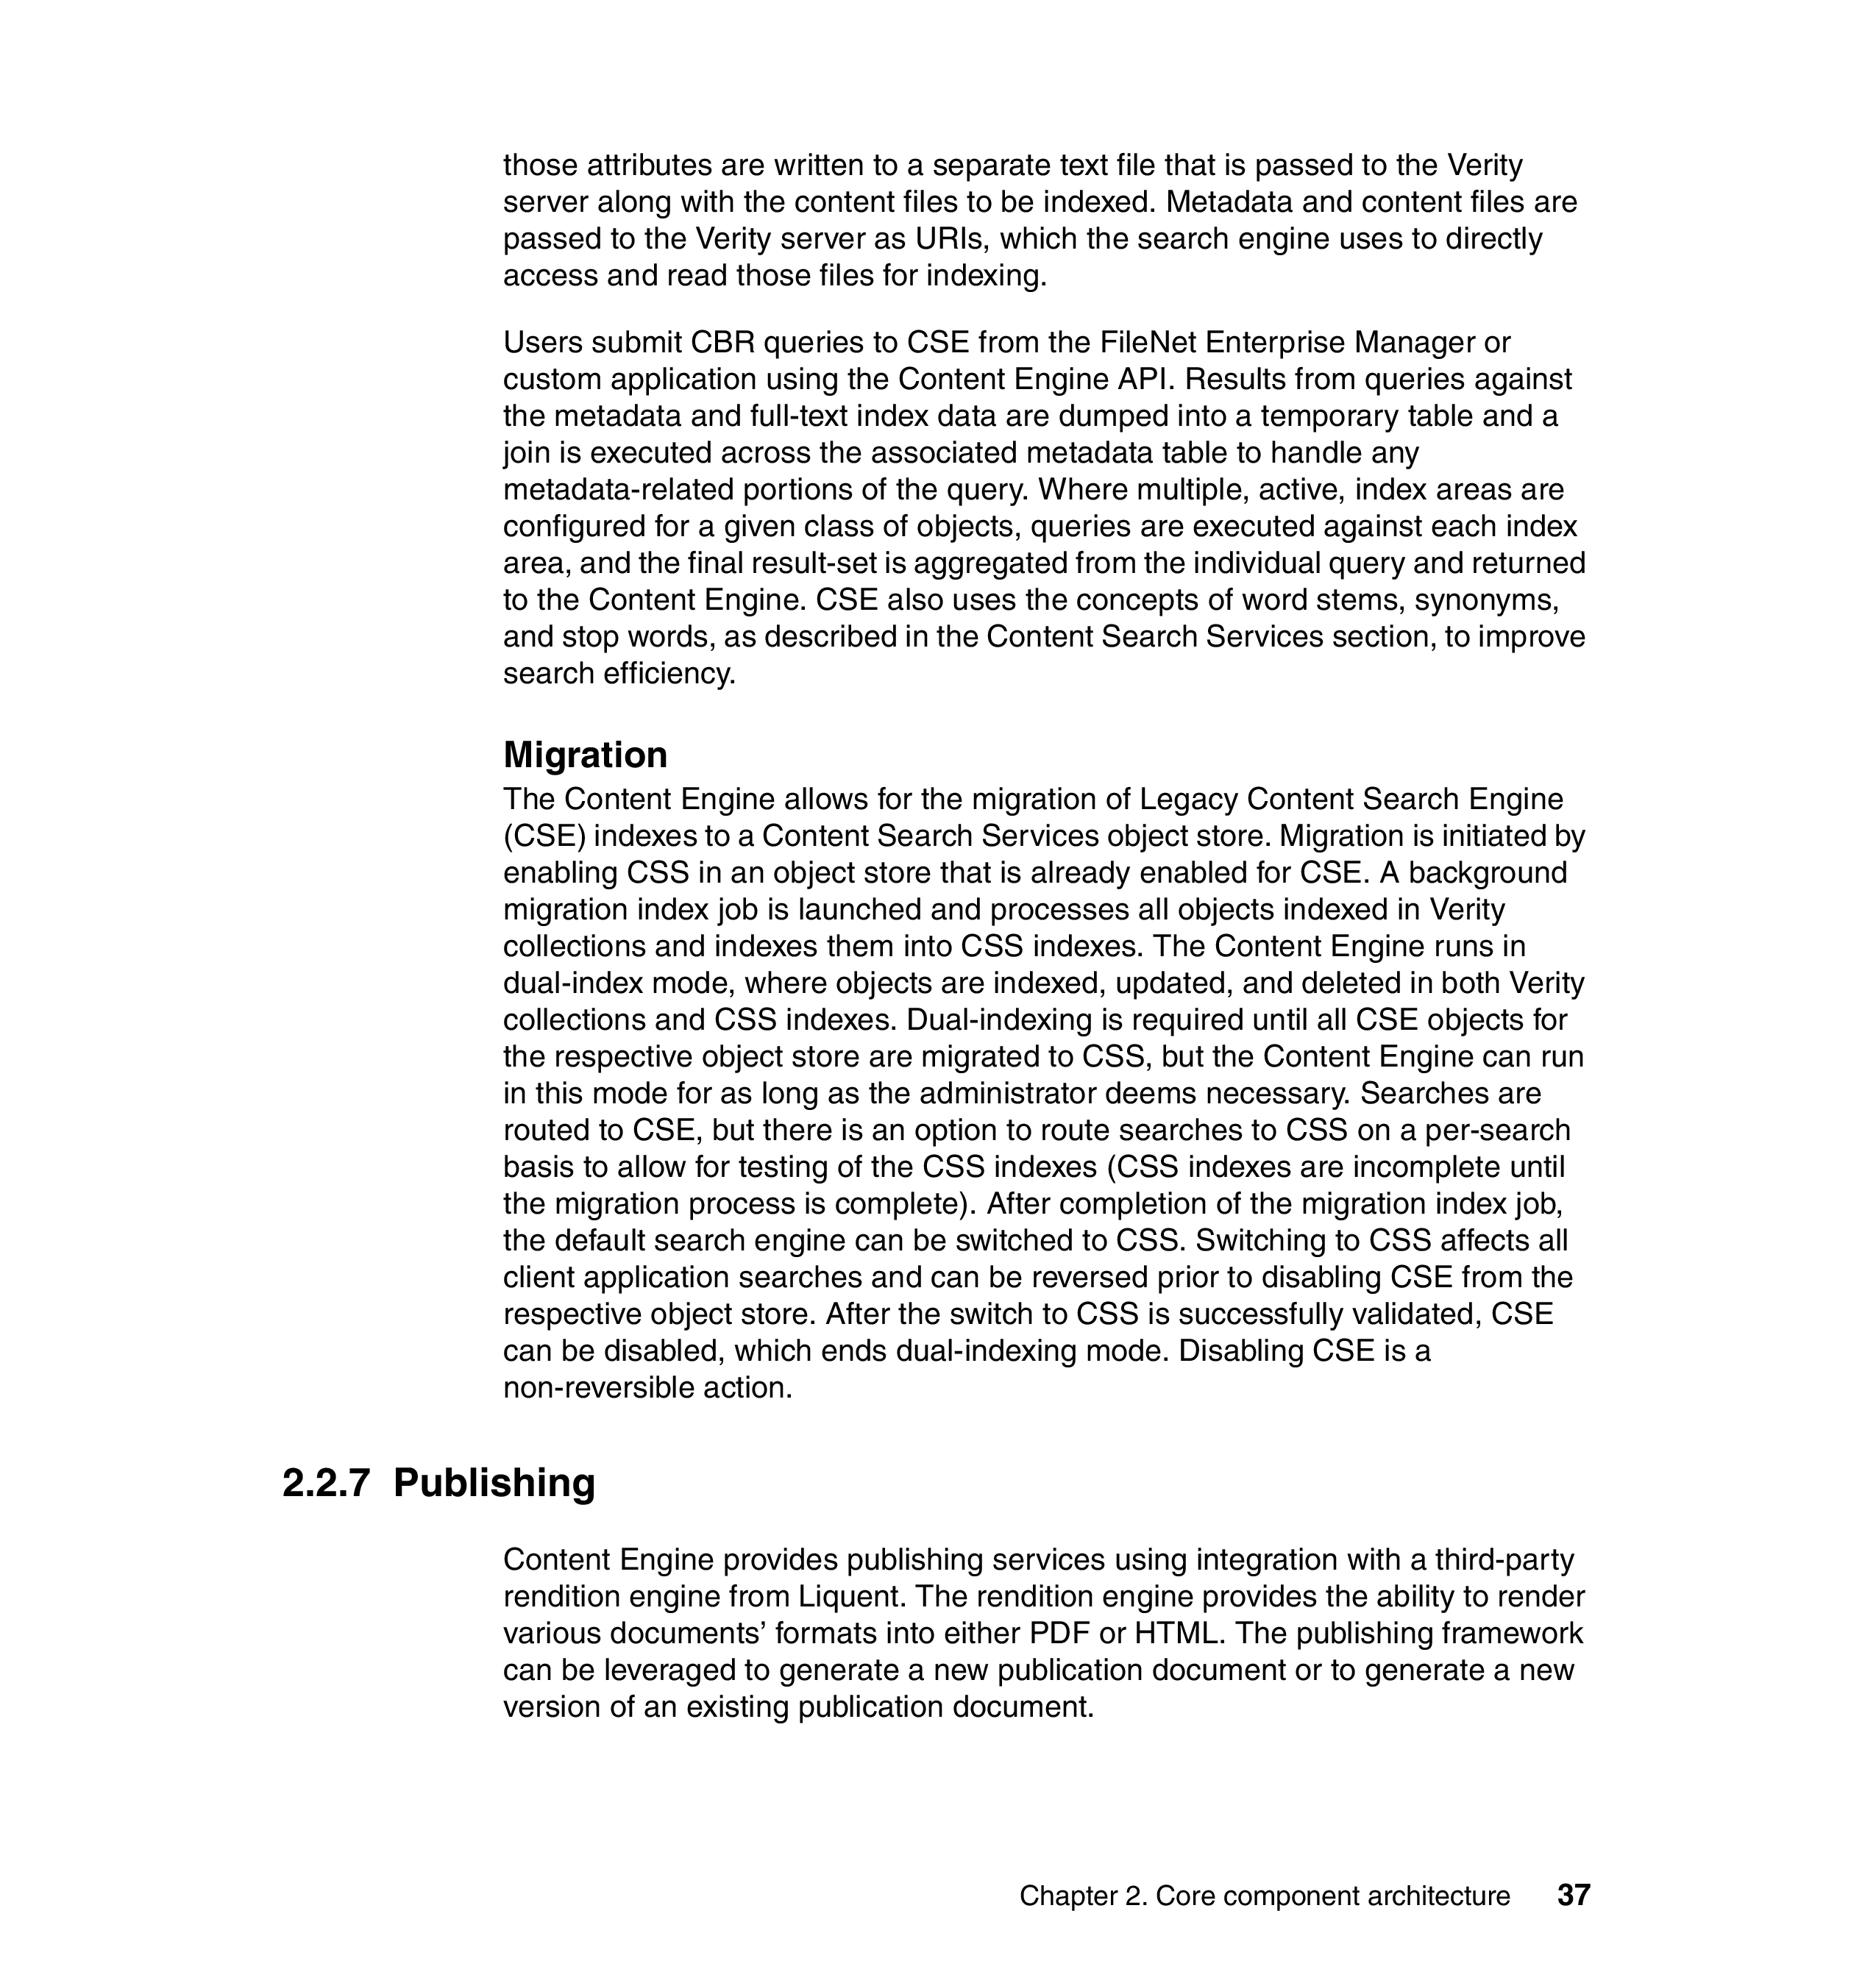 those attributes are written to a separate text file that is passed to the Verity
server along with the content files to be indexed. Metadata and content files are
passed to the Verity server as URIs, which the search engine uses to directly
access and read those files for indexing.
Users submit CBR queries to CSE from the FileNet Enterprise Manager or
custom application using the Content Engine API. Results from queries against
the metadata and full-text index data are dumped into a temporary table and a
join is executed across the associated metadata table to handle any
metadata-related portions of the query. Where multiple, active, index areas are
configured for a given class of objects, queries are executed against each index
area, and the final result-set is aggregated from the individual query and returned
to the Content Engine. CSE also uses the concepts of word stems, synonyms,
and stop words, as described in the Content Search Services section, to improve
search efficiency.
Migration
The Content Engine allows for the migration of Legacy Content Search Engine
(CSE) indexes to a Content Search Services object store. Migration is initiated by
enabling CSS in an object store that is already enabled for CSE. A background
migration index job is launched and processes all objects indexed in Verity
collections and indexes them into CSS indexes. The Content Engine runs in
dual-index mode, where objects are indexed, updated, and deleted in both Verity
collections and CSS indexes. Dual-indexing is required until all CSE objects for
the respective object store are migrated to CSS, but the Content Engine can run
in this mode for as long as the administrator deems necessary. Searches are
routed to CSE, but there is an option to route searches to CSS on a per-search
basis to allow for testing of the CSS indexes (CSS indexes are incomplete until
the migration process is complete). After completion of the migration index job,
the default search engine can be switched to CSS. Switching to CSS affects all
client application searches and can be reversed prior to disabling CSE from the
respective object store. After the switch to CSS is successfully validated, CSE
can be disabled, which ends dual-indexing mode. Disabling CSE is a
non-reversible action.
2.2.7 Publishing
Content Engine provides publishing services using integration with a third-party
rendition engine from Liquent. The rendition engine provides the ability to render
various documents’ formats into either PDF or HTML. The publishing framework
can be leveraged to generate a new publication document or to generate a new
version of an existing publication document.
Chapter 2. Core component architecture 37